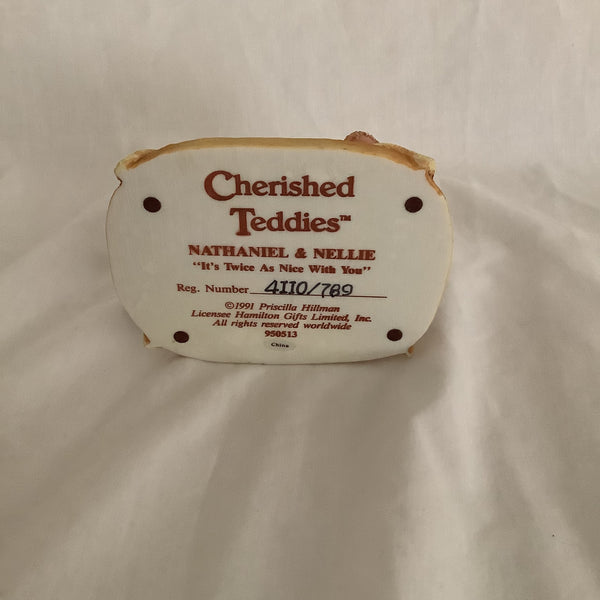 Cherished
Teddies™
NATHANIEL & NELLIE
"It's Twice As Nice With You"
Reg. Number 4I10/789
©1991 Priscilla Hillman
Licensee Hamilton Gifts Limited, Inc.
All rights reserved worldwide
950513
China